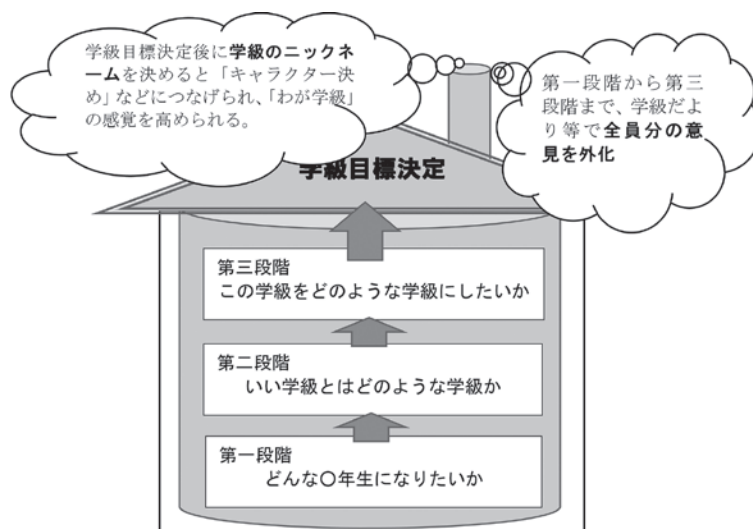 学級目標決定後に学級のニックネ
ームを決めると「キャラクター決
め」などにつなげられ、「わが学級」
の感覚を高められる。
第一段階から第三
段階まで、学級だよ
り等で全員分の意
見を外化
学級目標決定
第三段階
この学級をどのような学級にしたいか
第二段階
いい学級とはどのような学級か
第一段階
どんな〇年生になりたいか